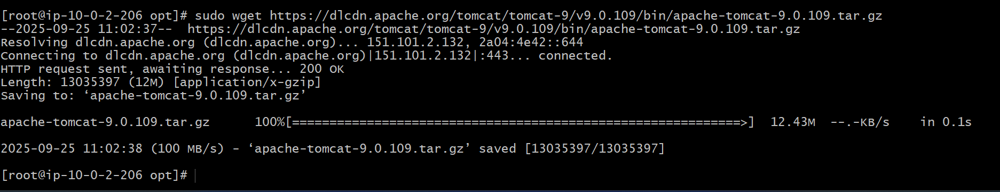 [root@ip-10-0-2-206 opt]# sudo wget https://dlcdn.apache.org/tomcat/tomcat-9/v9.0.109/bin/apache-tomcat-9.0.109.tar.gz
--2025-09-25 11:02:37--  https://dlcdn.apache.org/tomcat/tomcat-9/v9.0.109/bin/apache-tomcat-9.0.109.tar.gz
Resolving dlcdn.apache.org (dlcdn.apache.org)... 151.101.2.132, 2a04:4e42::644
Connecting to dlcdn.apache.org (dlcdn.apache.org)|151.101.2.132|:443... connected.
HTTP request sent, awaiting response... 200 OK
Length: 13035397 (12M) [application/x-gzip]
Saving to: ‘apache-tomcat-9.0.109.tar.gz’
apache-tomcat-9.0.109.tar.gz      100%[============================================================>]  12.43M  --.-KB/s    in 0.1s
2025-09-25 11:02:38 (100 MB/s) - ‘apache-tomcat-9.0.109.tar.gz’ saved [13035397/13035397]
[root@ip-10-0-2-206 opt]#